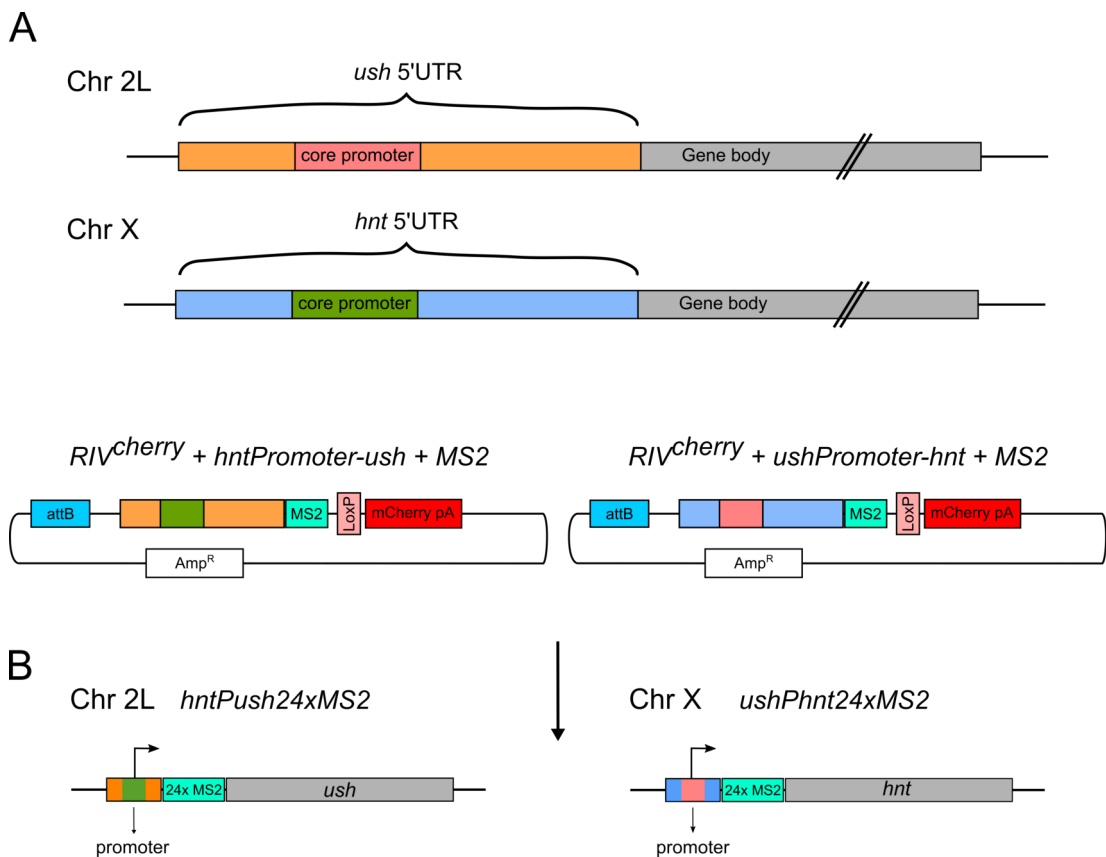 A
Chr 2L
ush 5'UTR
core promoter
Gene body
Chr X
hnt 5'UTR
core promoter
Gene body
RIVcherry + hntPromoter-ush + MS2
attB
MS2
LoxP
mCherry pA
AmpR
RIVcherry + ushPromoter-hnt + MS2
attB
MS2
LoxP
mCherry pA
AmpR
B
Chr 2L hntPush24xMS2
24x MS2
ush
promoter
Chr X ushPhnt24xMS2
24x MS2
hnt
promoter